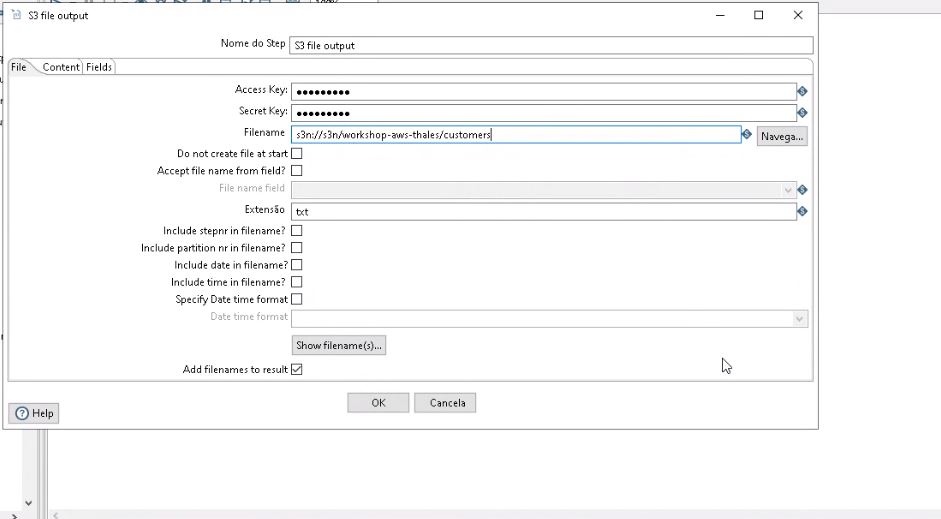 S3 file output
Nome do Step S3 file output
File Content Fields
Access Key: ●●●●●●●●●
Secret Key: ●●●●●●●●●
Filename s3n://s3n/workshop-aws-thales/customers Navega...
Do not create file at start
Accept file name from field?
File name field
Extensão txt
Include stepnr in filename?
Include partition nr in filename?
Include date in filename?
Include time in filename?
Specify Date time format
Date time format
Show filename(s)...
Add filenames to result
OK Cancela
Help